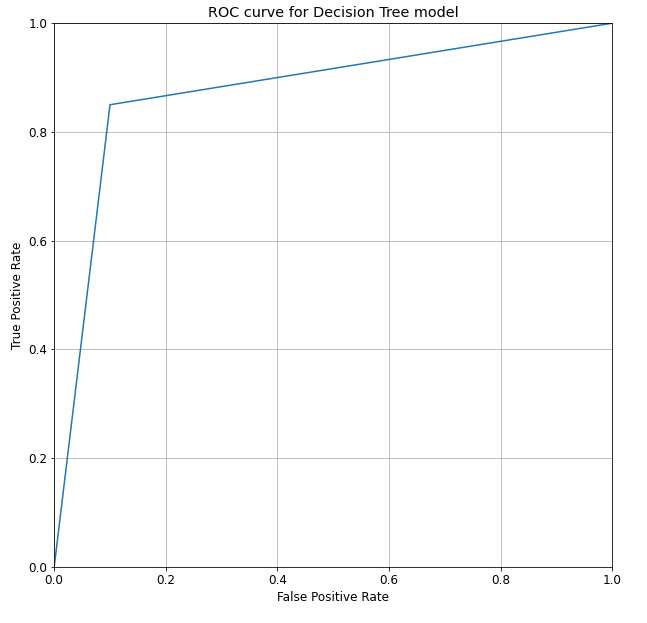 ROC curve for Decision Tree model
1.0
0.8
0.6
0.4
0.2
0.0
True Positive Rate
0.0 0.2 0.4 0.6 0.8 1.0
False Positive Rate